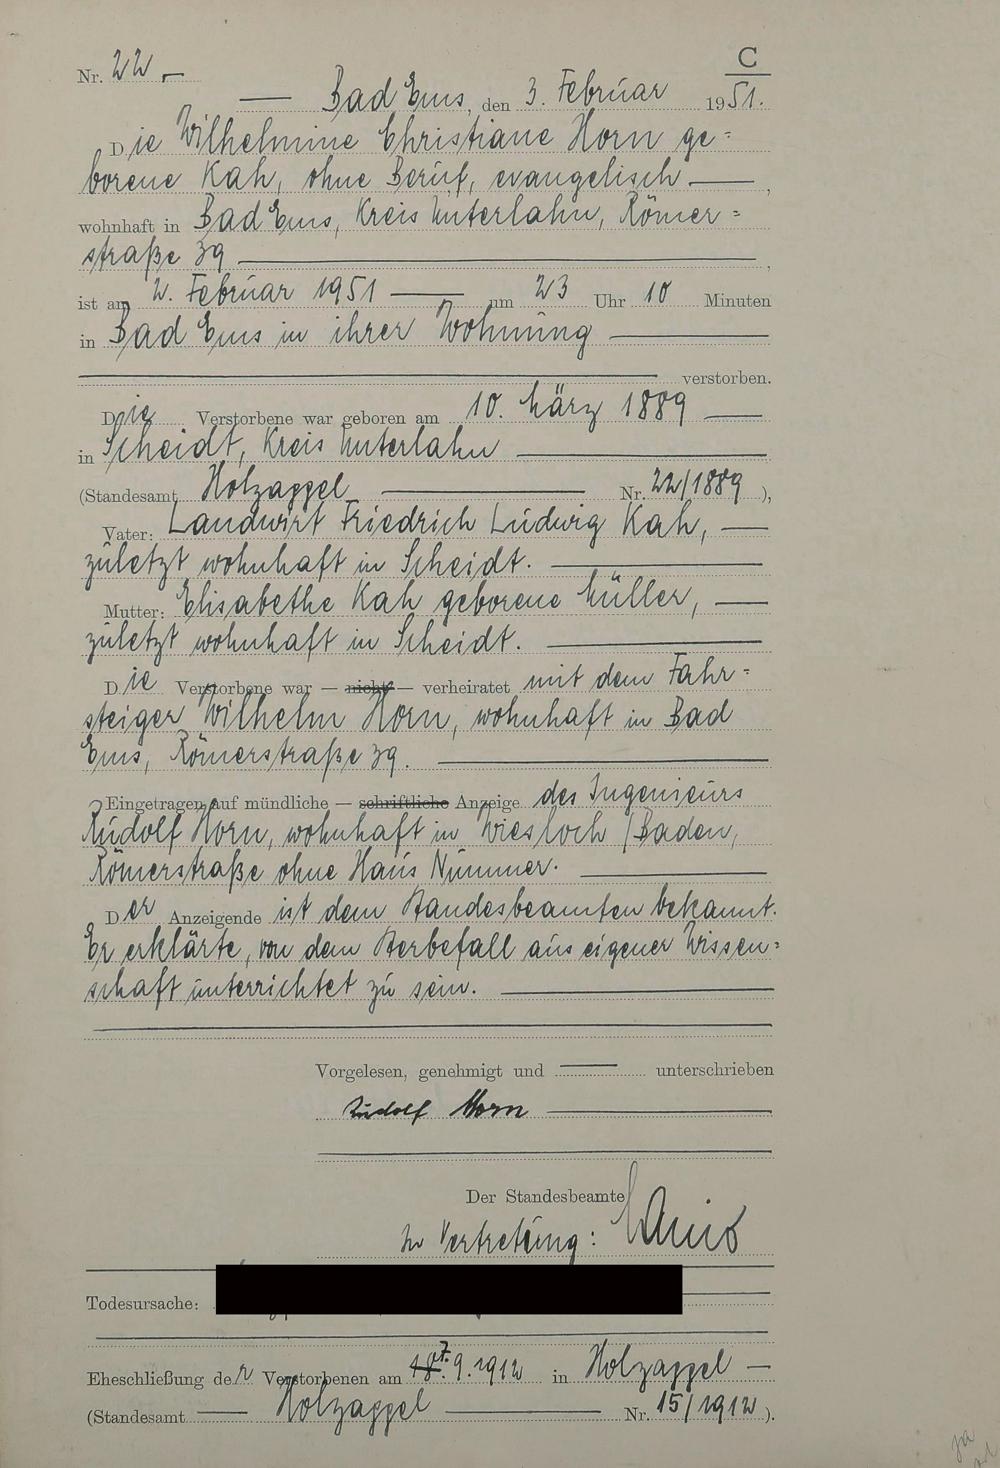 C
Nr. 22
Bad Ems, den 3. Februar 1951.
Die Wilhelmine Christiane Horn ge=
borene Kah, ohne Beruf, evangelisch,
wohnhaft in Bad Ems, Kreis Unterlahn, Römer=
straße 39,
ist am 2. Februar 1951 um 23 Uhr 10 Minuten
in Bad Ems in ihrer Wohnung
verstorben.
Die Verstorbene war geboren am 10. März 1889
in Scheidt, Kreis Unterlahn
(Standesamt Holzappel Nr. 22/1889),
Vater: Landwirt Friedrich Ludwig Kah,
zuletzt wohnhaft in Scheidt.
Mutter: Elisabethe Kah geborene Müller,
zuletzt wohnhaft in Scheidt.
Die Verstorbene war — nicht — verheiratet mit dem Fahr=
steiger Wilhelm Horn, wohnhaft in Bad
Ems, Römerstraße 39.
Eingetragen auf mündliche — schriftliche Anzeige des Ingenieurs
Rudolf Horn, wohnhaft in Wiesloch / Baden,
Römerstraße ohne Haus Nummer.
Der Anzeigende ist dem Standesbeamten bekannt.
Er erklärte, von dem Sterbefall aus eigener Wissen=
schaft unterrichtet zu sein.
Vorgelesen, genehmigt und unterschrieben
Rudolf Horn
Der Standesbeamte
In Vertretung:
Todesursache:
Eheschließung der Verstorbenen am 7.9.1912 in Holzappel
(Standesamt Holzappel Nr. 15/1912).